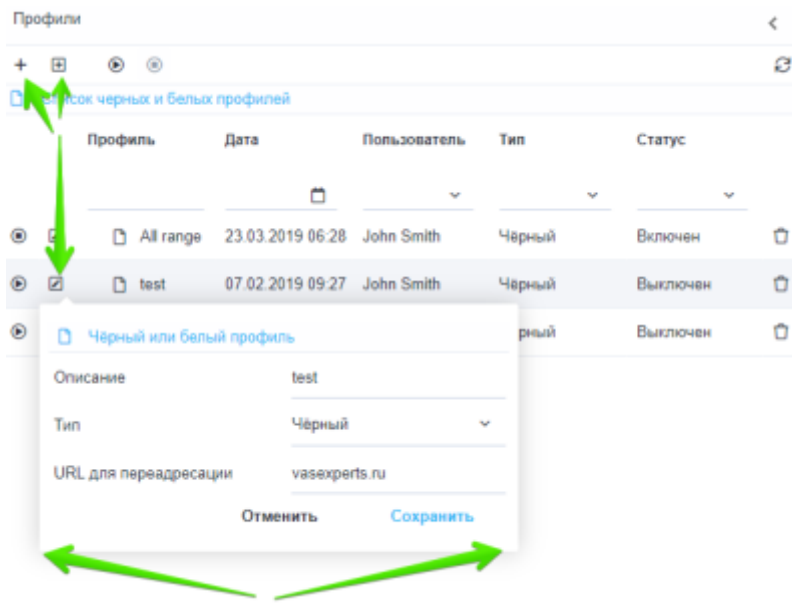 Профили
Список черных и белых профилей
Профиль Дата Пользователь Тип Статус
All range 23.03.2019 06:28 John Smith Чёрный Включен
test 07.02.2019 09:27 John Smith Чёрный Выключен
рный Выключен
Чёрный или белый профиль
Описание test
Тип Чёрный
URL для переадресации vasexperts.ru
Отменить Сохранить